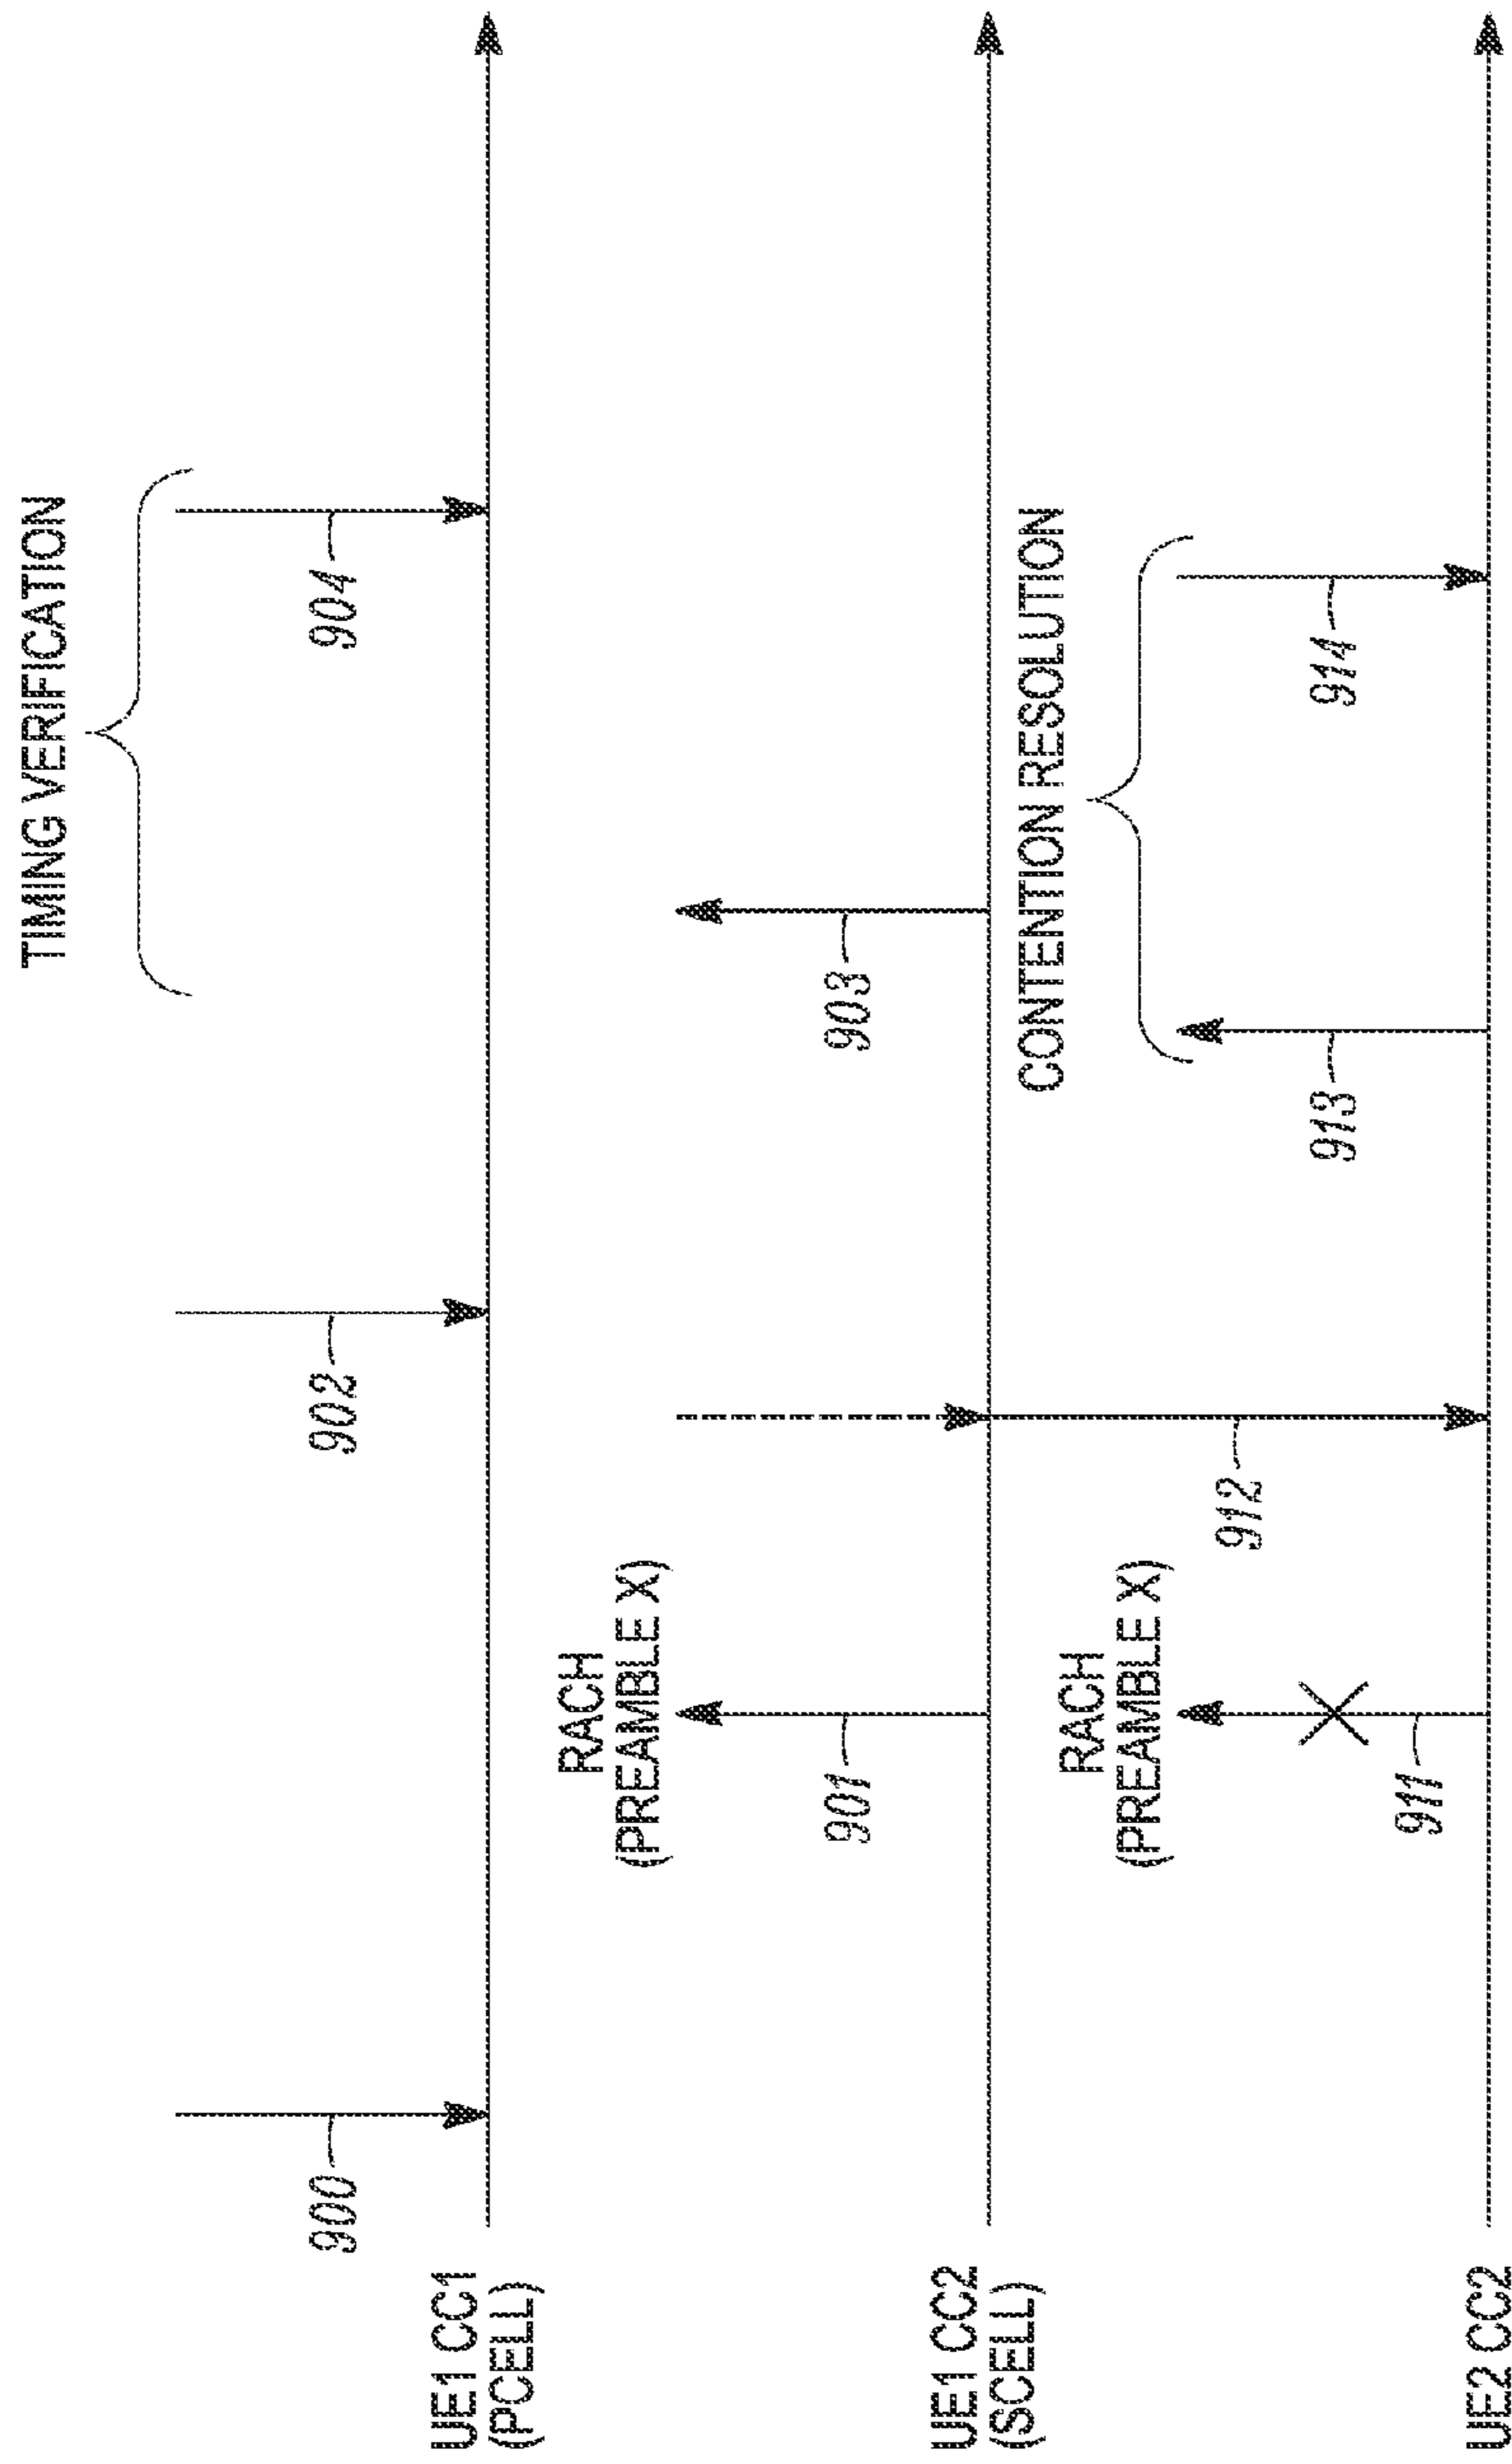 TIMING VERIFICATION
900
902
904
UE1 CC1
(PCELL)
RACH
(PREAMBLE X)
901
903
UE1 CC2
(SCELL)
CONTENTION RESOLUTION
RACH
(PREAMBLE X)
912
913
914
911
UE2 CC2